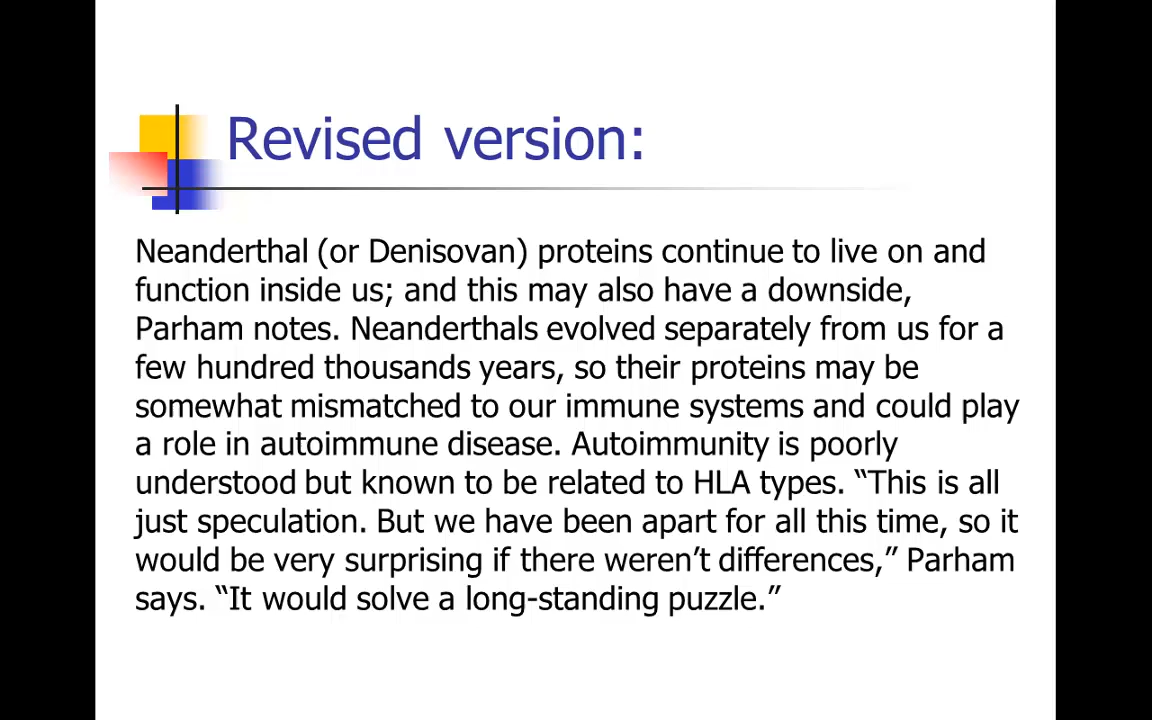 Revised version:
Neanderthal (or Denisovan) proteins continue to live on and
function inside us; and this may also have a downside,
Parham notes. Neanderthals evolved separately from us for a
few hundred thousands years, so their proteins may be
somewhat mismatched to our immune systems and could play
a role in autoimmune disease. Autoimmunity is poorly
understood but known to be related to HLA types. “This is all
just speculation. But we have been apart for all this time, so it
would be very surprising if there weren’t differences,” Parham
says. “It would solve a long-standing puzzle.”